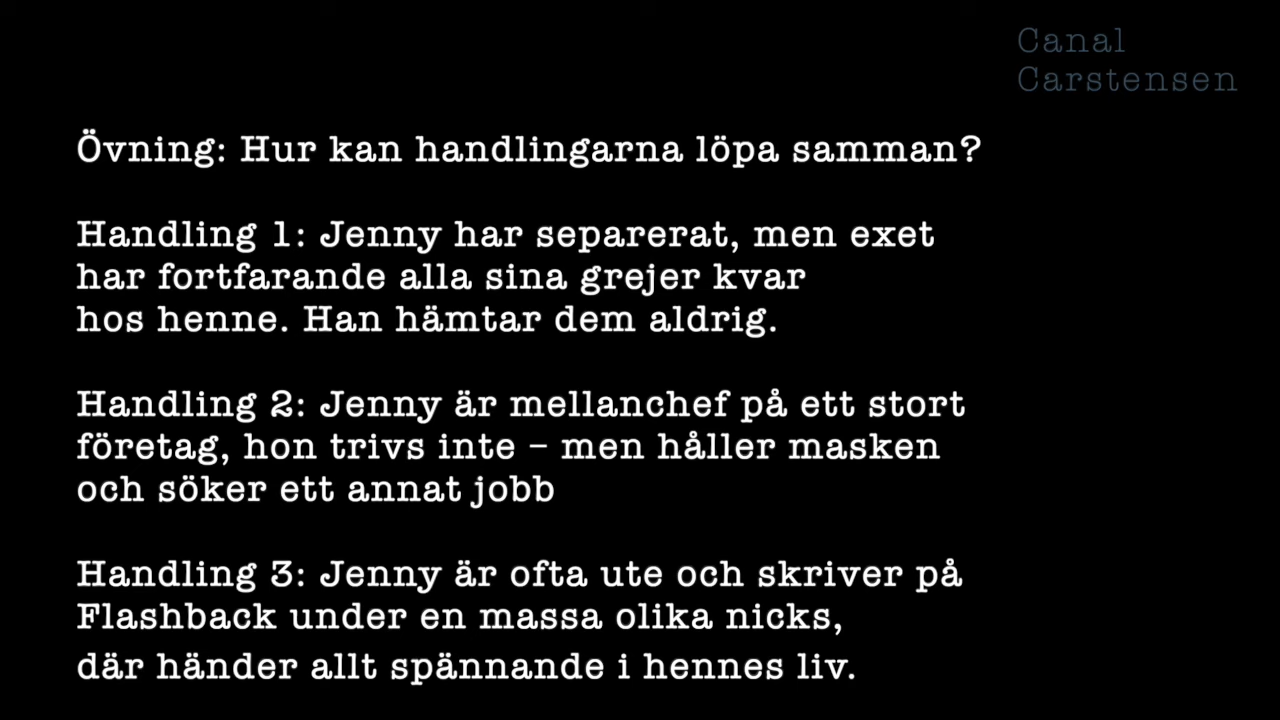 Canal
Carstensen
Övning: Hur kan handlingarna löpa samman?
Handling 1: Jenny har separerat, men exet
har fortfarande alla sina grejer kvar
hos henne. Han hämtar dem aldrig.
Handling 2: Jenny är mellanchef på ett stort
företag, hon trivs inte – men håller masken
och söker ett annat jobb
Handling 3: Jenny är ofta ute och skriver på
Flashback under en massa olika nicks,
där händer allt spännande i hennes liv.